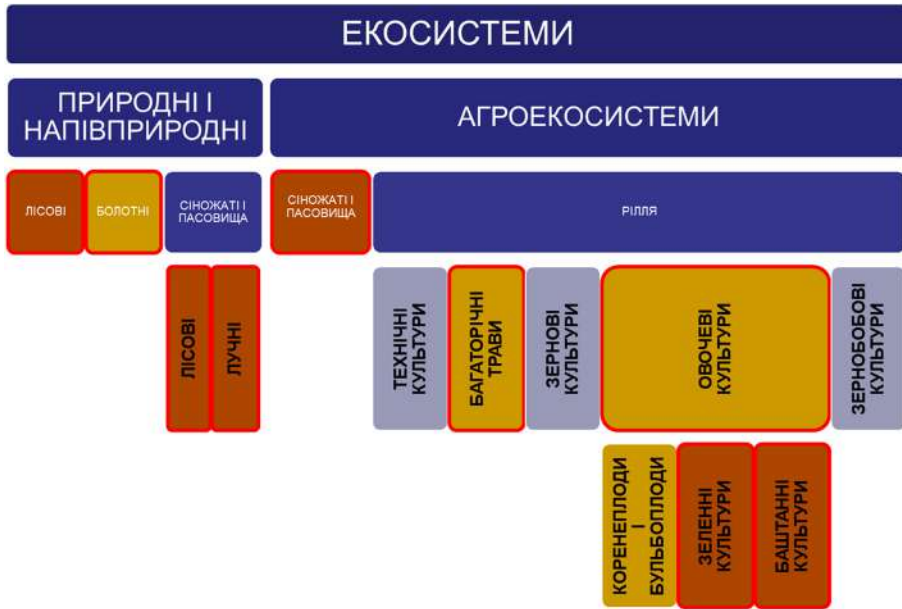 ЕКОСИСТЕМИ
ПРИРОДНІ І
НАПІВПРИРОДНІ
АГРОЕКОСИСТЕМИ
ЛІСОВІ
БОЛОТНІ
СІНОЖАТІ І
ПАСОВИЩА
СІНОЖАТІ І
ПАСОВИЩА
РІЛЛЯ
ЛІСОВІ
ЛУЧНІ
ТЕХНІЧНІ
КУЛЬТУРИ
БАГАТОРІЧНІ
ТРАВИ
ЗЕРНОВІ
КУЛЬТУРИ
ОВОЧЕВІ
КУЛЬТУРИ
ЗЕРНОБОБОВІ
КУЛЬТУРИ
КОРЕНЕПЛОДИ
І
БУЛЬБОПЛОДИ
ЗЕЛЕННІ
КУЛЬТУРИ
БАШТАННІ
КУЛЬТУРИ